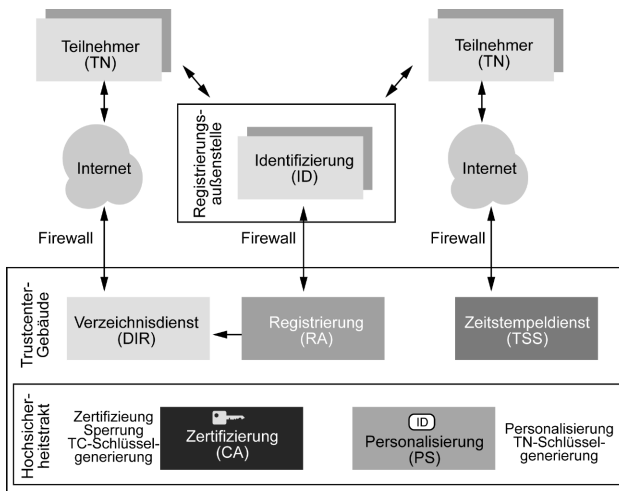 Teilnehmer
(TN)
Teilnehmer
(TN)
Registrierungs-
außenstelle
Identifizierung
(ID)
Internet
Internet
Firewall
Firewall
Firewall
Trustcenter-
Gebäude
Verzeichnisdienst
(DIR)
Registrierung
(RA)
Zeitstempeldienst
(TSS)
Hochsicher-
heitstrakt
Zertifizieung
Sperrung
TC-Schlüssel-
generierung
Zertifizierung
(CA)
ID
Personalisierung
(PS)
Personalisierung
TN-Schlüssel-
generierung